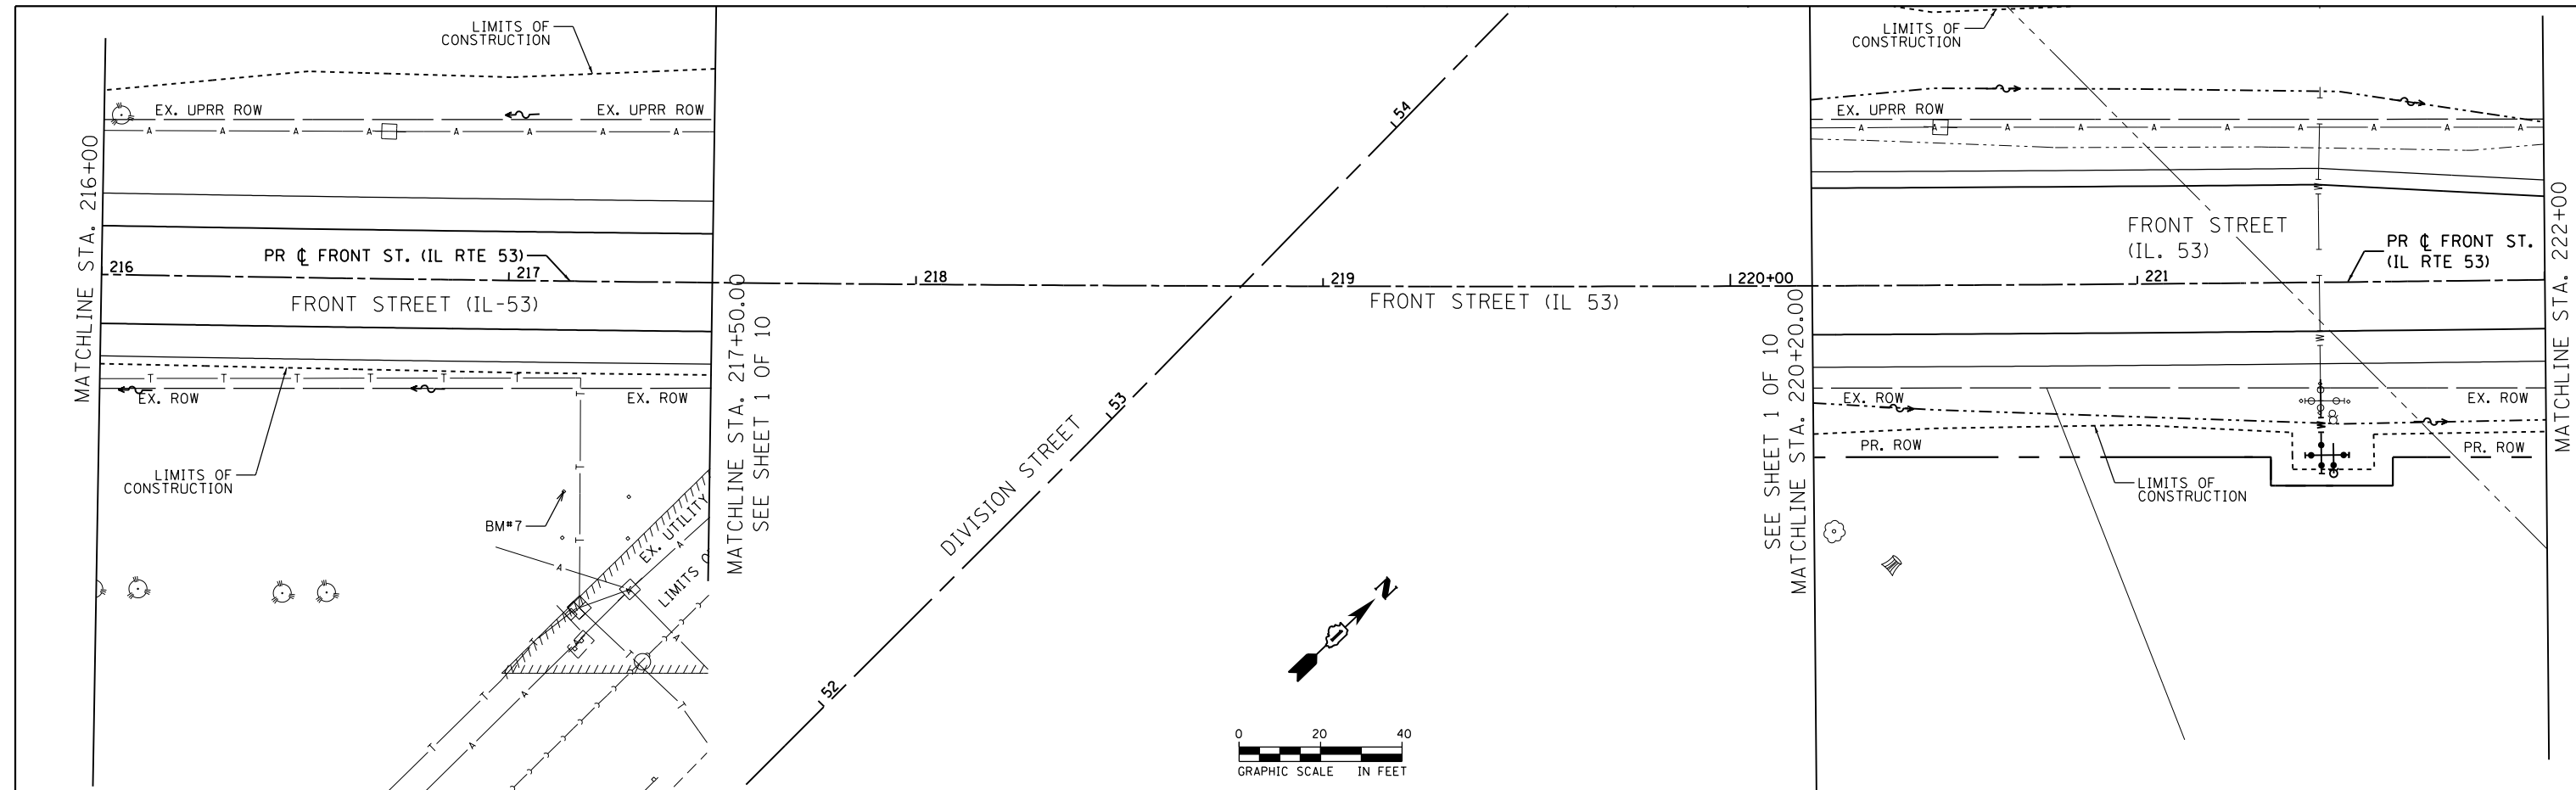 LIMITS OF
CONSTRUCTION
EX. UPRR ROW
EX. UPRR ROW
A A A A A A A A
MATCHLINE STA. 216+00
216
PR ℄ FRONT ST. (IL RTE 53)
217
FRONT STREET (IL-53)
T T T T T T
EX. ROW
EX. ROW
LIMITS OF
CONSTRUCTION
BM#7
EX. UTILITY
LIMITS
MATCHLINE STA. 217+50.00
SEE SHEET 1 OF 10
218
219
220+00
FRONT STREET (IL 53)
54
53
DIVISION STREET
52
N
0 20 40
GRAPHIC SCALE IN FEET
SEE SHEET 1 OF 10
MATCHLINE STA. 220+20.00
LIMITS OF
CONSTRUCTION
EX. UPRR ROW
A A A A A A A A A A
FRONT STREET
(IL. 53)
PR ℄ FRONT ST.
(IL RTE 53)
221
EX. ROW
EX. ROW
PR. ROW
PR. ROW
LIMITS OF
CONSTRUCTION
MATCHLINE STA. 222+00